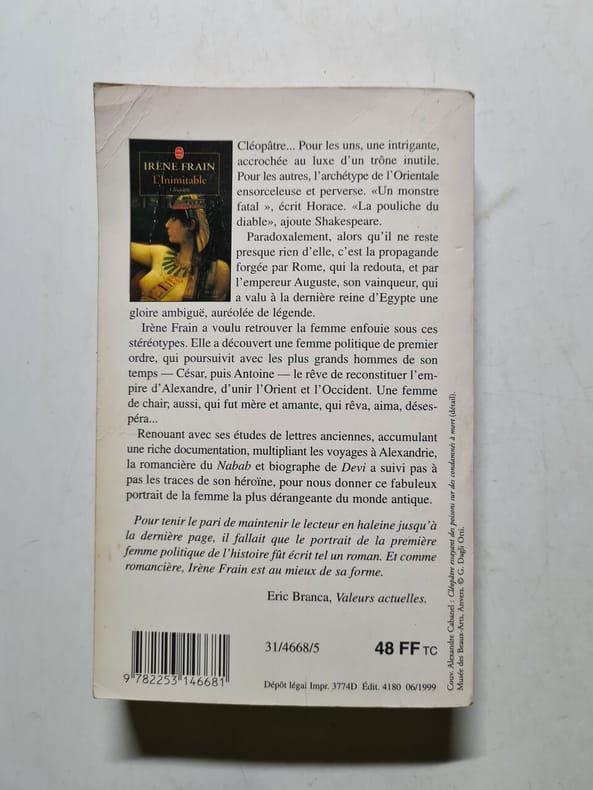 IRÈNE FRAIN
L'Inimitable
Cléopâtre... Pour les uns, une intrigante,
accrochée au luxe d'un trône inutile.
Pour les autres, l'archétype de l'Orientale
ensorceleuse et perverse. «Un monstre
fatal », écrit Horace. «La pouliche du
diable», ajoute Shakespeare.
Paradoxalement, alors qu'il ne reste
presque rien d'elle, c'est la propagande
forgée par Rome, qui la redouta, et par
l'empereur Auguste, son vainqueur, qui
a valu à la dernière reine d'Egypte une
gloire ambiguë, auréolée de légende.
Irène Frain a voulu retrouver la femme enfouie sous ces
stéréotypes. Elle a découvert une femme politique de premier
ordre, qui poursuivit avec les plus grands hommes de son
temps — César, puis Antoine — le rêve de reconstituer l'em-
pire d'Alexandre, d'unir l'Orient et l'Occident. Une femme
de chair, aussi, qui fut mère et amante, qui rêva, aima, déses-
péra...
Renouant avec ses études de lettres anciennes, accumulant
une riche documentation, multipliant les voyages à Alexandrie,
la romancière du Nabab et biographe de Devi a suivi pas à
pas les traces de son héroïne, pour nous donner ce fabuleux
portrait de la femme la plus dérangeante du monde antique.
Pour tenir le pari de maintenir le lecteur en haleine jusqu'à
la dernière page, il fallait que le portrait de la première
femme politique de l'histoire fût écrit tel un roman. Et comme
romancière, Irène Frain est au mieux de sa forme.
Eric Branca, Valeurs actuelles.
31/4668/5
48 FF TC
9 782253 146681
Dépôt légal Impr. 3774D Édit. 4180 06/1999
Couv. Alexandre Cabanel : Cléopâtre essayant des poisons sur des condamnés à mort (détail).
Musée des Beaux-Arts, Anvers. © G. Dagli Orti.